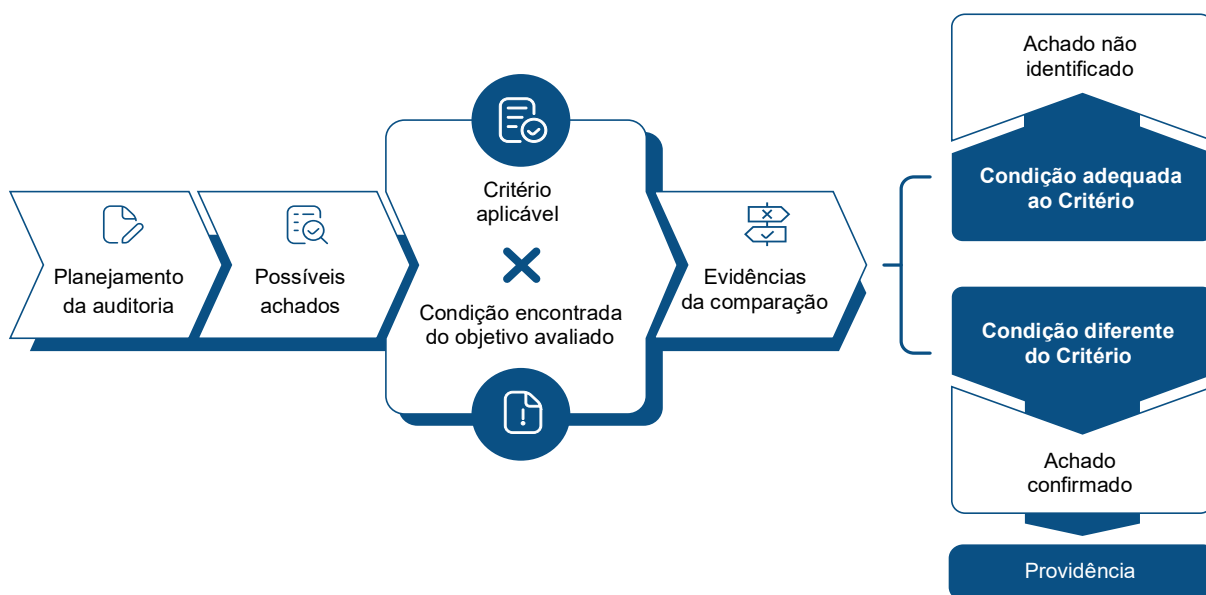 Planejamento
da auditoria
Possíveis
achados
Critério
aplicável
Condição encontrada
do objetivo avaliado
Evidências
da comparação
Achado não
identificado
Condição adequada
ao Critério
Condição diferente
do Critério
Achado
confirmado
Providência